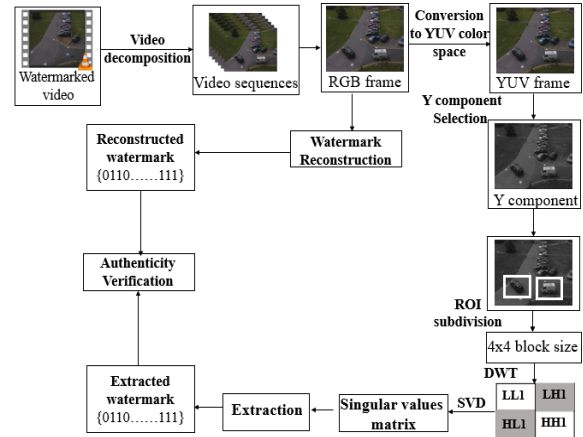 Watermarked
video
Video
decomposition
Video sequences
RGB frame
Conversion
to YUV color
space
YUV frame
Y component
Selection
Y component
ROI
subdivision
4x4 block size
DWT
LL1 LH1
HL1 HH1
SVD
Singular values
matrix
Extraction
Extracted
watermark
{0110......111}
Watermark
Reconstruction
Reconstructed
watermark
{0110......111}
Authenticity
Verification